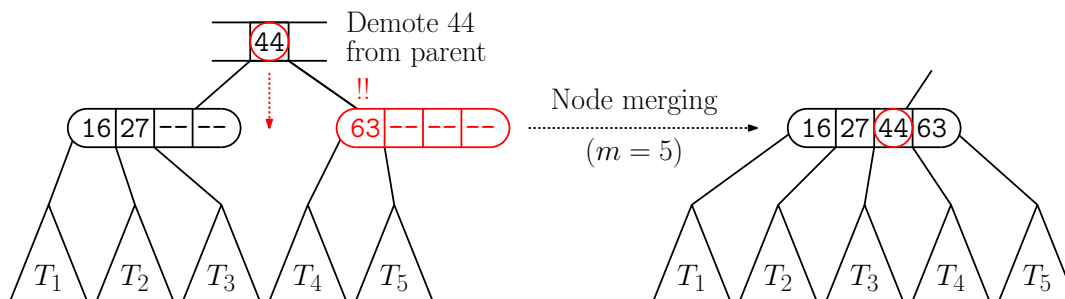 44
Demote 44
from parent
!!
16 27 -- --
63 -- -- --
Node merging
(m = 5)
16 27 44 63
T1 T2 T3 T4 T5
T1 T2 T3 T4 T5